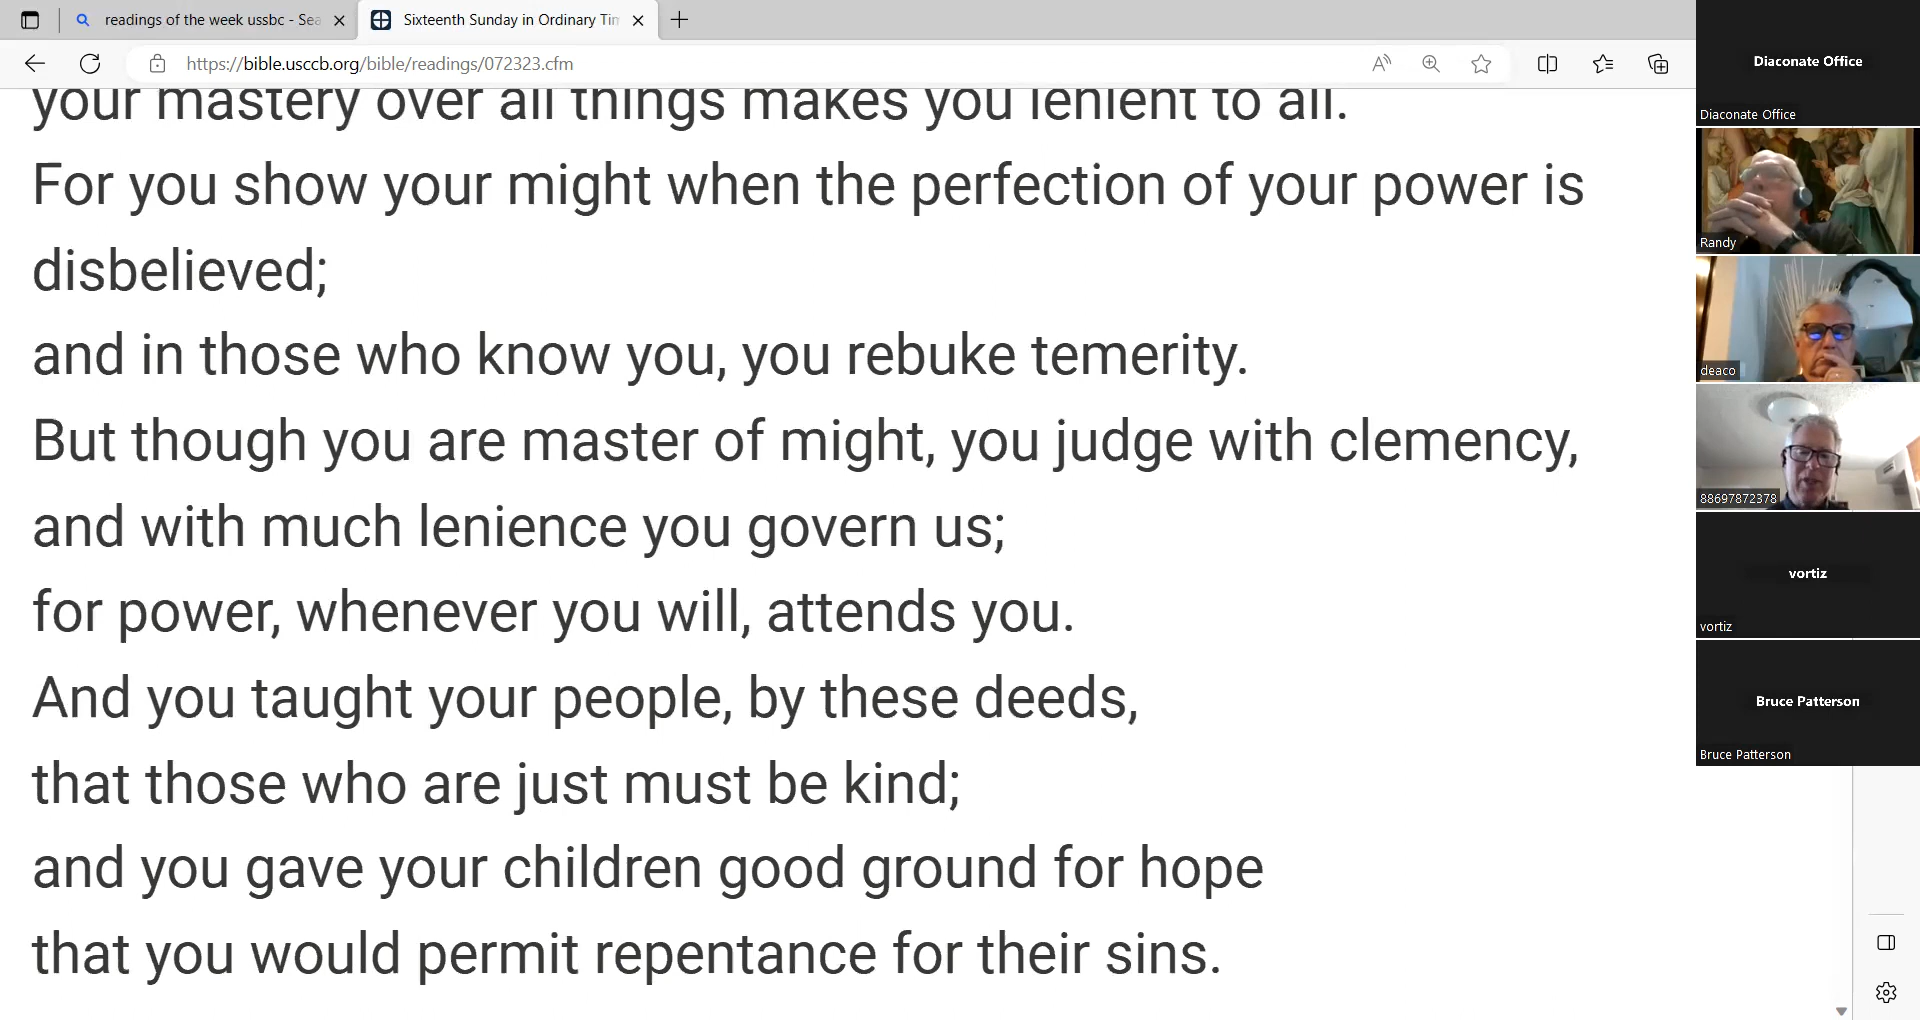 readings of the week ussbc - Sea
Sixteenth Sunday in Ordinary Tim
https://bible.usccb.org/bible/readings/072323.cfm
your mastery over all things makes you lenient to all.
For you show your might when the perfection of your power is
disbelieved;
and in those who know you, you rebuke temerity.
But though you are master of might, you judge with clemency,
and with much lenience you govern us;
for power, whenever you will, attends you.
And you taught your people, by these deeds,
that those who are just must be kind;
and you gave your children good ground for hope
that you would permit repentance for their sins.
Diaconate Office
Diaconate Office
Randy
deaco
88697872378
vortiz
vortiz
Bruce Patterson
Bruce Patterson